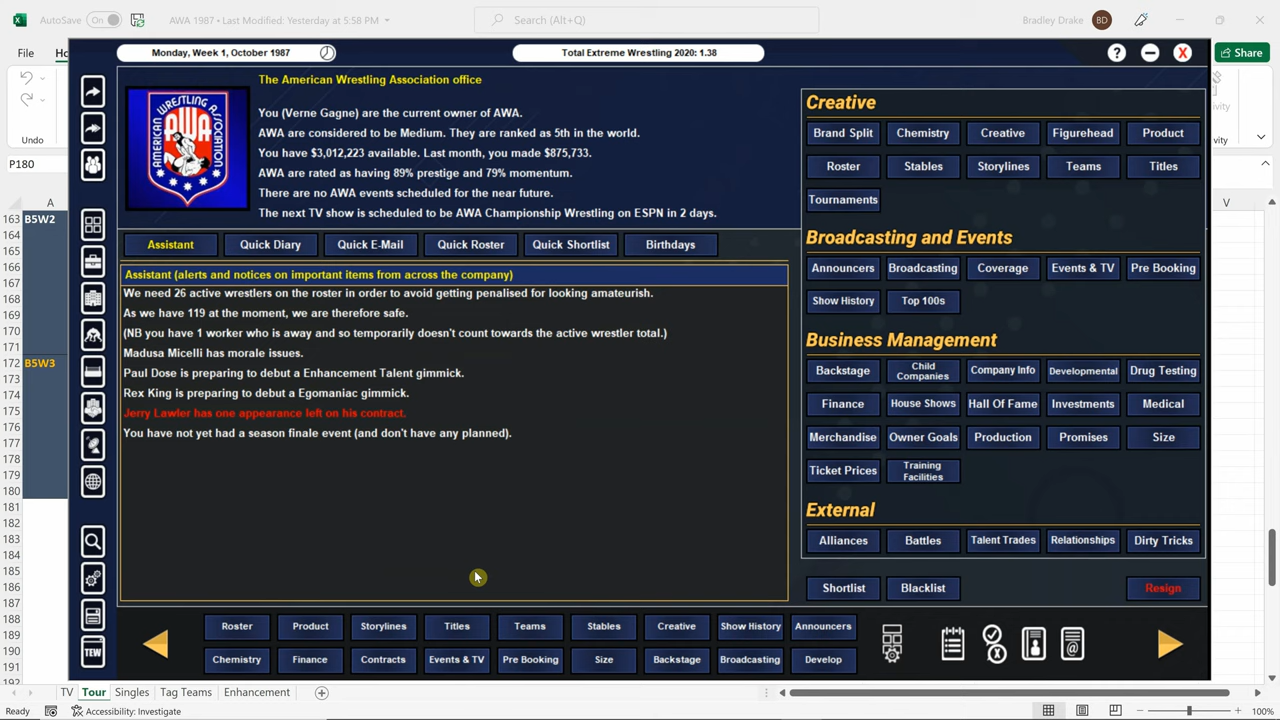 AutoSave Off AWA 1987 • Last Modified: Yesterday at 5:58 PM Search (Alt+Q) Bradley Drake BD
File Ho Share
Monday, Week 1, October 1987 Total Extreme Wrestling 2020: 1.38 ? X
Undo
P180
A V
163 B5W2
164
165
166
167
168
169
170
171
172 B5W3
173
174
175
176
177
178
179
180
181
182
183
184
185
186
187
188
189
190
191
The American Wrestling Association office
AMERICAN WRESTLING ASSOCIATION
AWA
You (Verne Gagne) are the current owner of AWA.
AWA are considered to be Medium. They are ranked as 5th in the world.
You have $3,012,223 available. Last month, you made $875,733.
AWA are rated as having 89% prestige and 79% momentum.
There are no AWA events scheduled for the near future.
The next TV show is scheduled to be AWA Championship Wrestling on ESPN in 2 days.
Assistant Quick Diary Quick E-Mail Quick Roster Quick Shortlist Birthdays
Assistant (alerts and notices on important items from across the company)
We need 26 active wrestlers on the roster in order to avoid getting penalised for looking amateurish.
As we have 119 at the moment, we are therefore safe.
(NB you have 1 worker who is away and so temporarily doesn't count towards the active wrestler total.)
Madusa Micelli has morale issues.
Paul Dose is preparing to debut a Enhancement Talent gimmick.
Rex King is preparing to debut a Egomaniac gimmick.
Jerry Lawler has one appearance left on his contract.
You have not yet had a season finale event (and don't have any planned).
Creative
Brand Split Chemistry Creative Figurehead Product
Roster Stables Storylines Teams Titles
Tournaments
Broadcasting and Events
Announcers Broadcasting Coverage Events & TV Pre Booking
Show History Top 100s
Business Management
Backstage Child Companies Company Info Developmental Drug Testing
Finance House Shows Hall Of Fame Investments Medical
Merchandise Owner Goals Production Promises Size
Ticket Prices Training Facilities
External
Alliances Battles Talent Trades Relationships Dirty Tricks
Shortlist Blacklist Resign
Roster Product Storylines Titles Teams Stables Creative Show History Announcers
Chemistry Finance Contracts Events & TV Pre Booking Size Backstage Broadcasting Develop
TEW
TV Tour Singles Tag Teams Enhancement
Ready Accessibility: Investigate 100%